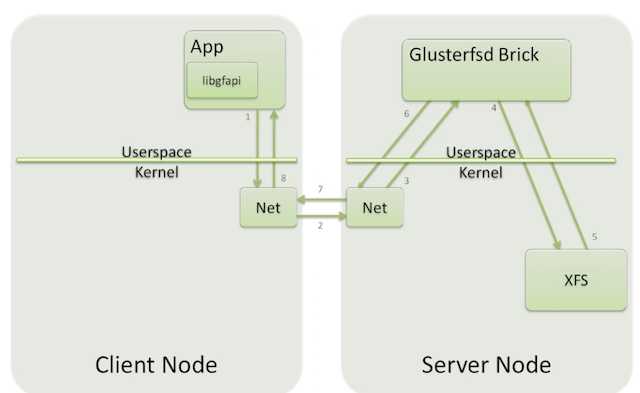 App
libgfapi
Glusterfsd Brick
1
6
4
Userspace
Kernel
Userspace
Kernel
8
7
3
Net
Net
2
5
XFS
Client Node
Server Node